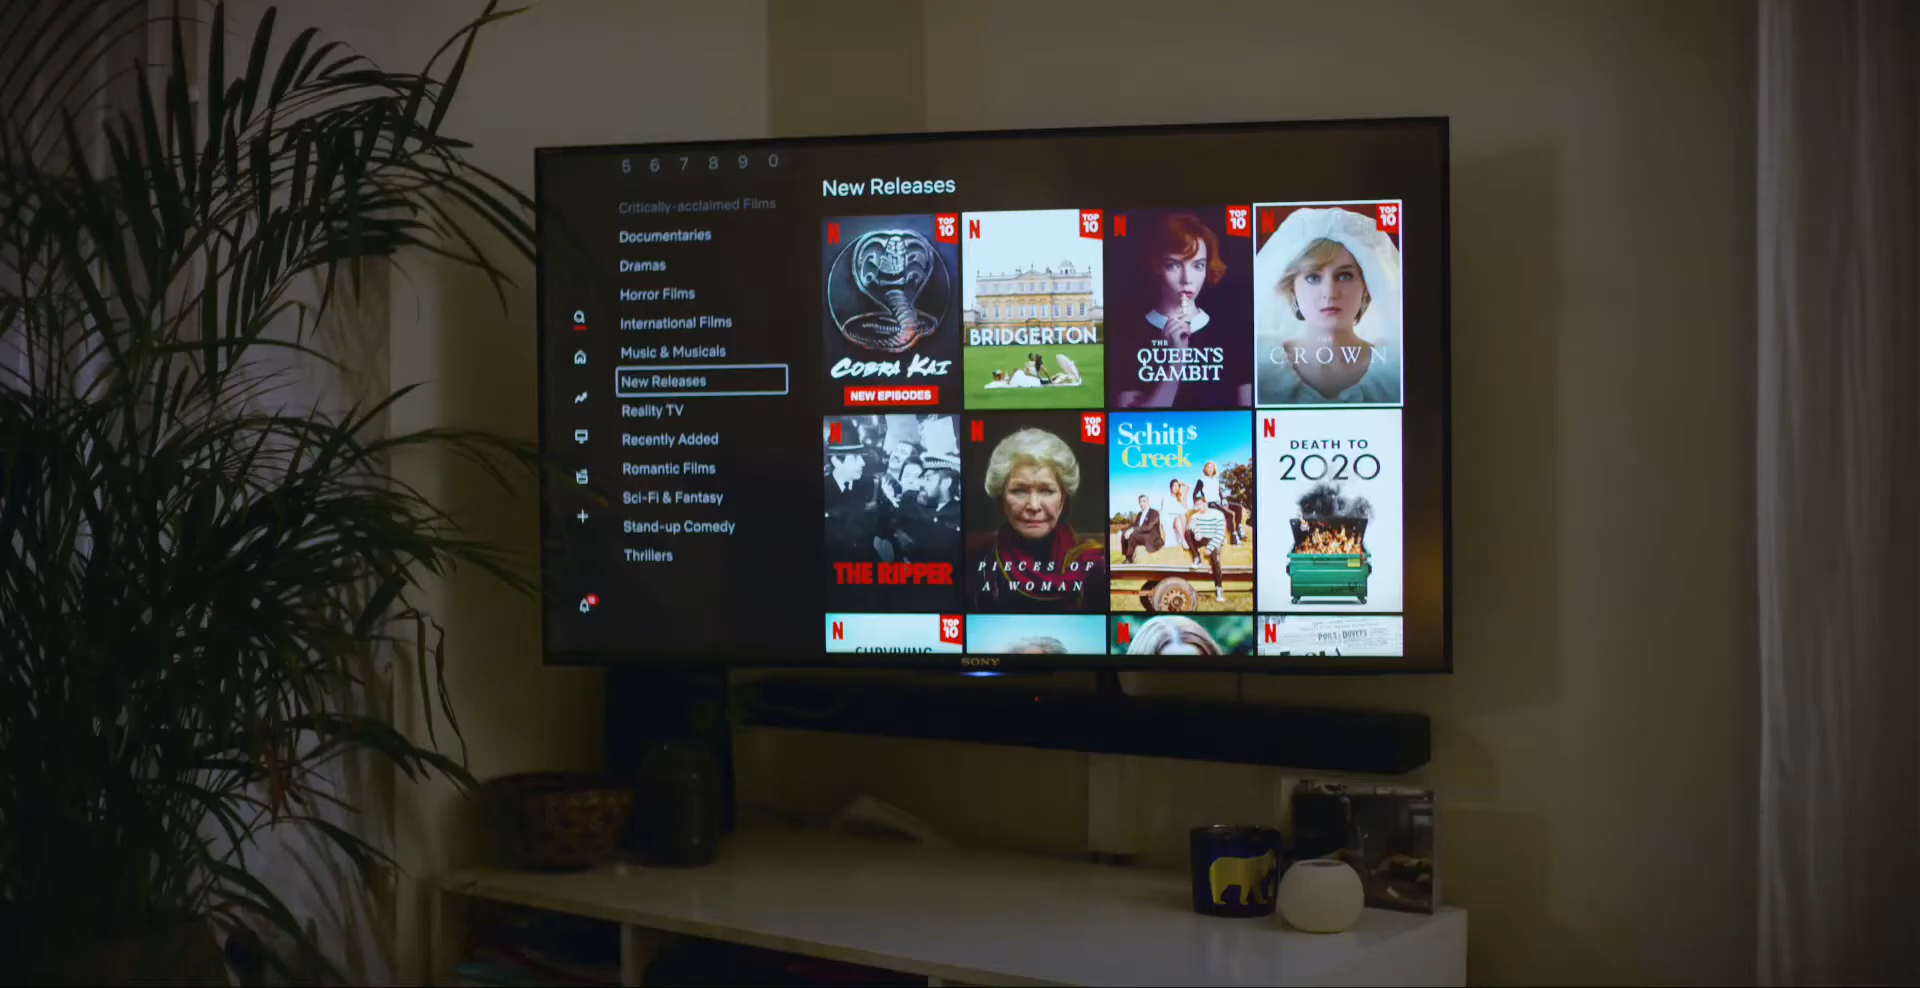 5 6 7 8 9 0
Critically-acclaimed Films
Documentaries
Dramas
Horror Films
International Films
Music & Musicals
New Releases
Reality TV
Recently Added
Romantic Films
Sci-Fi & Fantasy
Stand-up Comedy
Thrillers
New Releases
N
TOP
10
COBRA KAI
NEW EPISODES
N
TOP
10
BRIDGERTON
N
TOP
10
THE
QUEEN'S
GAMBIT
N
TOP
10
THE
CROWN
N
THE RIPPER
N
TOP
10
PIECES OF
A WOMAN
Schitt$
Creek
N
DEATH TO
2020
N
TOP
10
SURVIVING
N
N
SONY